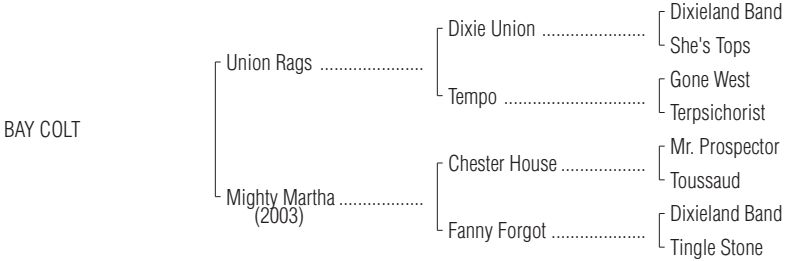 Dixieland Band
Dixie Union ......................
She's Tops
Union Rags ......................
Gone West
Tempo ..............................
Terpsichorist
BAY COLT
Mr. Prospector
Chester House ..................
Toussaud
Mighty Martha ..................
(2003)
Dixieland Band
Fanny Forgot ....................
Tingle Stone